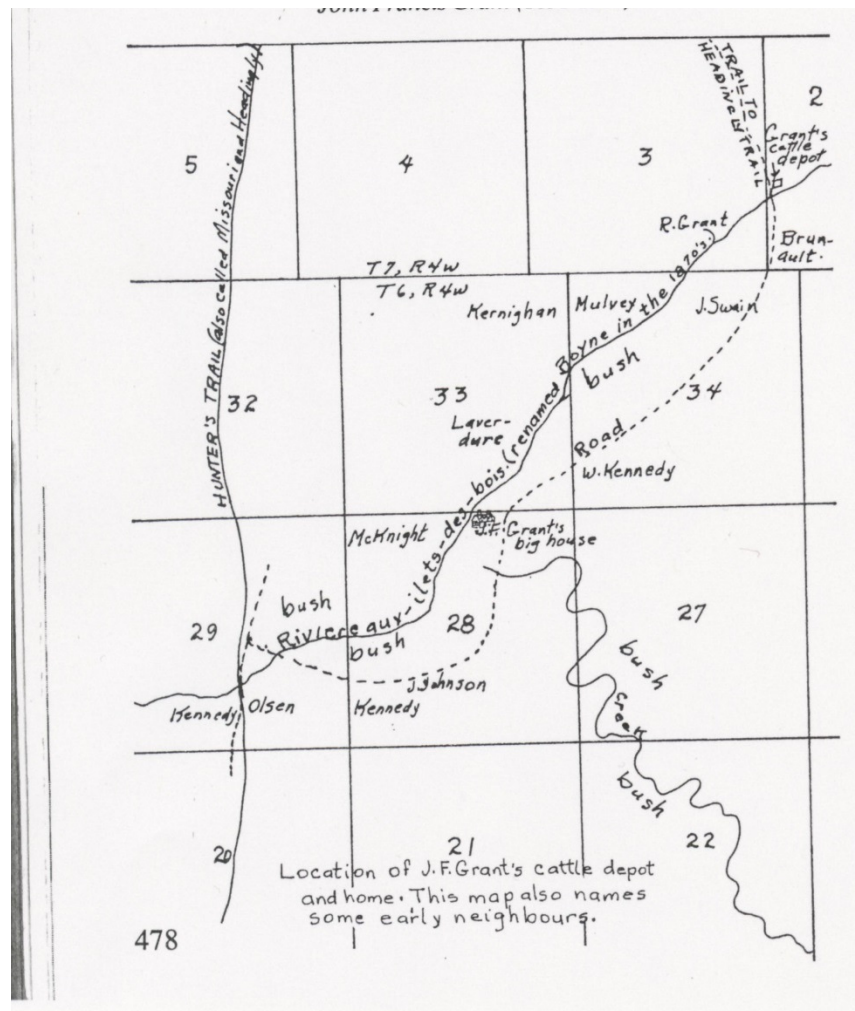 John Francis Grant
TRAIL TO
HEADINGLY TRAIL
2
Grant's
cattle
depot
5
4
3
HUNTER'S TRAIL (also called Missouri and Headingly)
R. Grant
Brun-
ault.
T7, R4W
T6, R4W
Kernighan
Mulvey
J. Swain
Riviere aux-ilets-des-bois. (renamed Boyne in the 1870's.)
bush
32
33
34
Laver-
dure
Road
W. Kennedy
McKnight
J.F. Grant's
big house
bush
29
bush
28
27
bush
J Johnson
Kennedy
Olsen
Kennedy
Creek
bush
20
21
22
Location of J.F. Grant's cattle depot
and home. This map also names
some early neighbours.
478